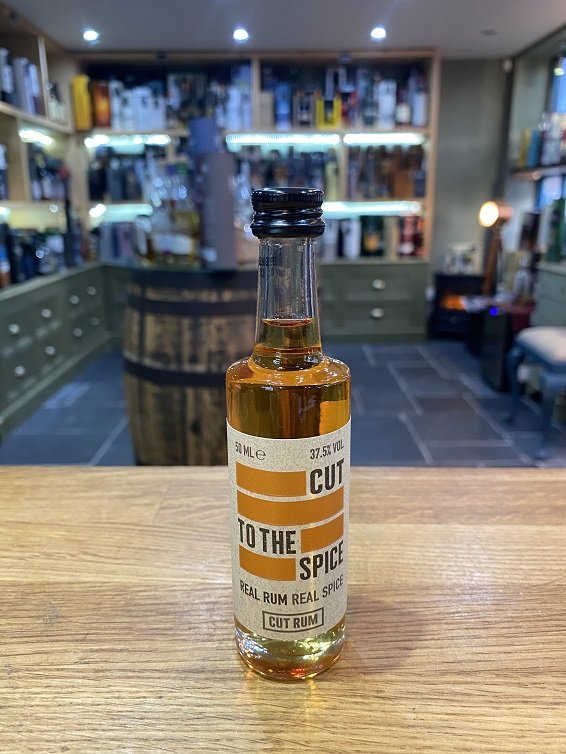 50 ML ℮ 37.5% VOL
CUT
TO THE
SPICE
REAL RUM REAL SPICE
CUT RUM